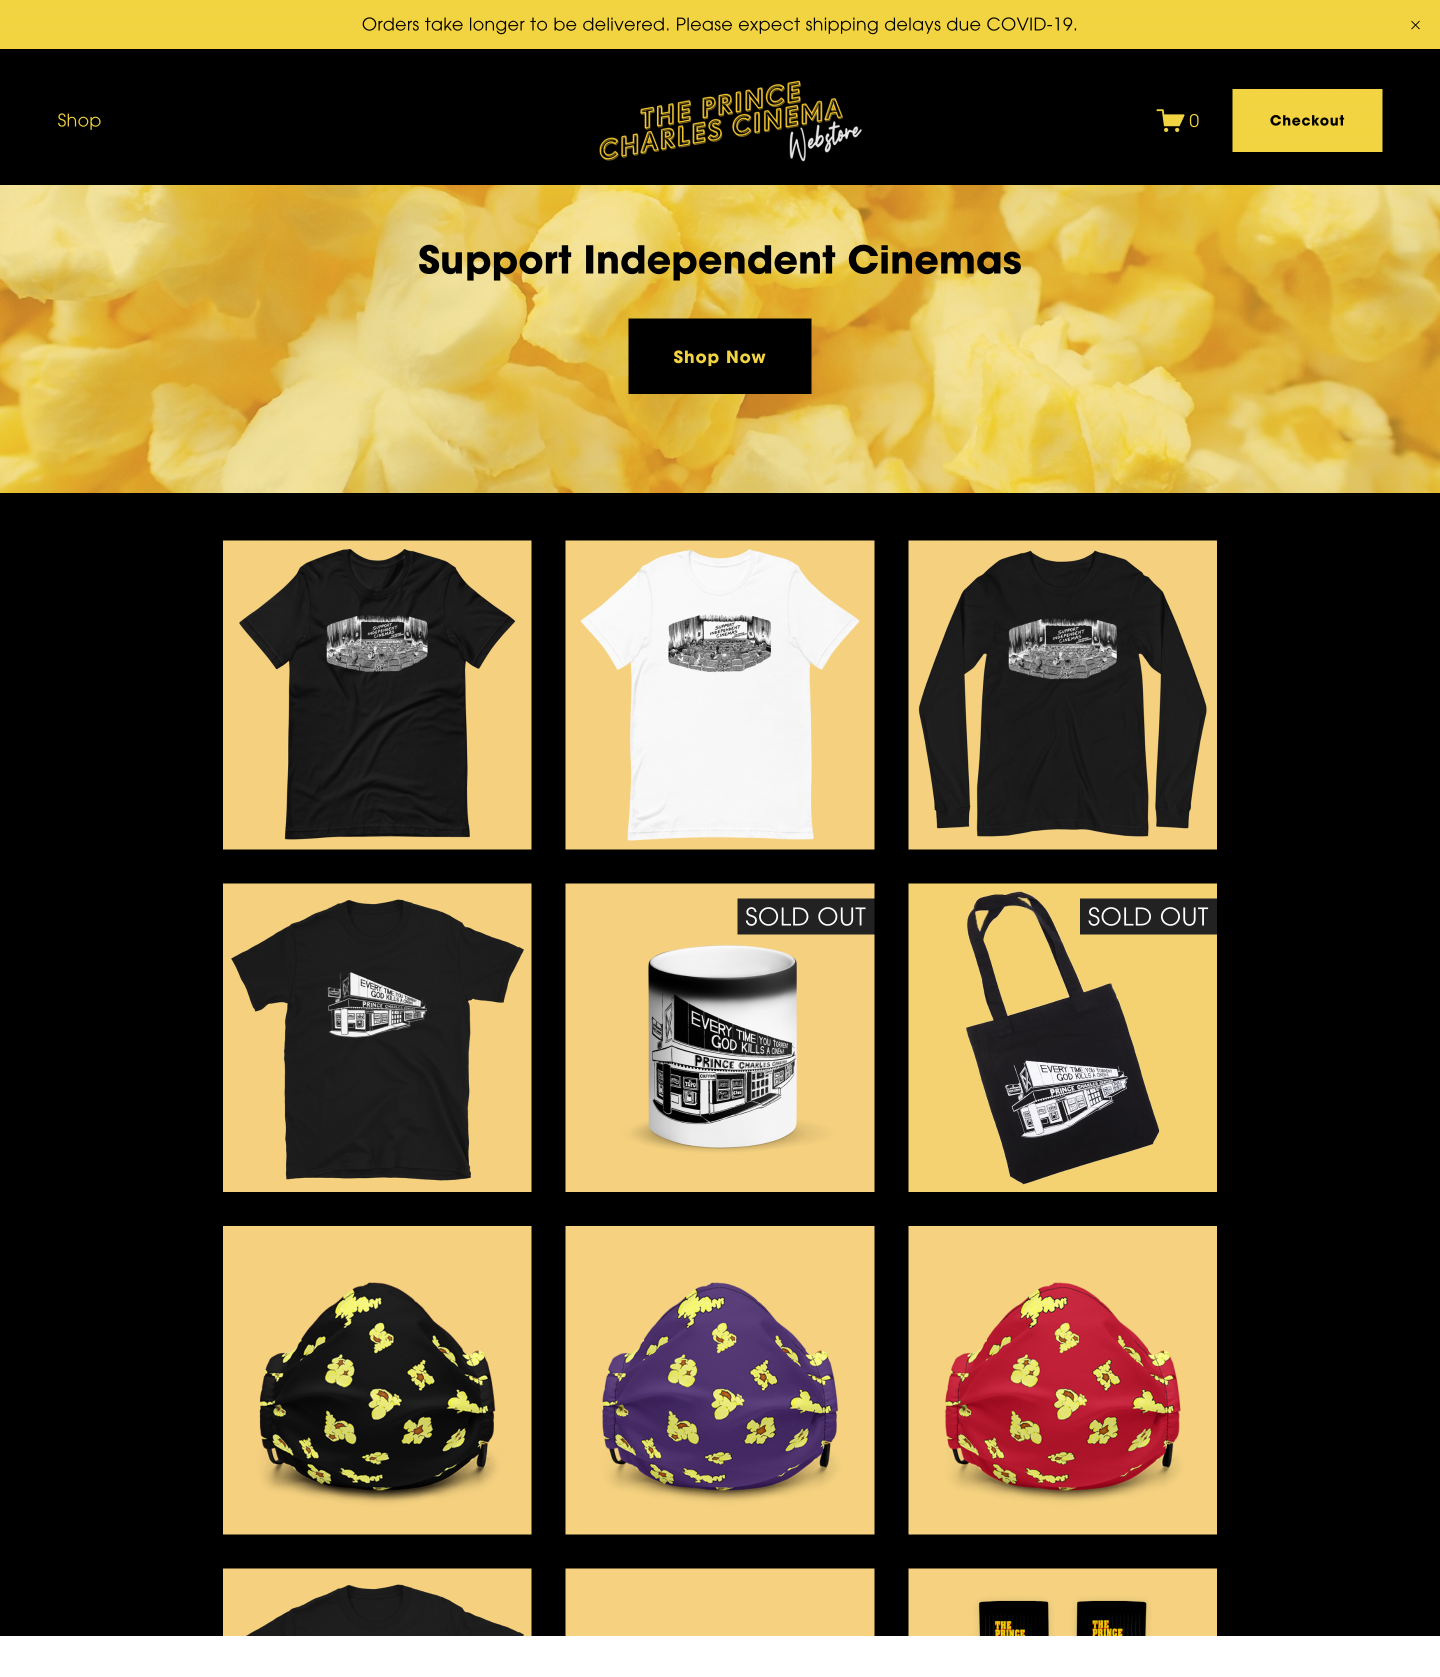 Orders take longer to be delivered. Please expect shipping delays due COVID-19.
Shop
THE PRINCE
CHARLES CINEMA
Webstore
0
Checkout
Support Independent Cinemas
Shop Now
SUPPORT
INDEPENDENT
CINEMAS
SUPPORT
INDEPENDENT
CINEMAS
SUPPORT
INDEPENDENT
CINEMAS
EVERY TIME YOU TORRENT
GOD KILLS A CINEMA
PRINCE CHARLES
SOLD OUT
EVERY TIME YOU TORRENT
GOD KILLS A CINEMA
PRINCE CHARLES
SOLD OUT
EVERY TIME YOU TORRENT
GOD KILLS A CINEMA
PRINCE CHARLES
THE
PRINCE
THE
PRINCE